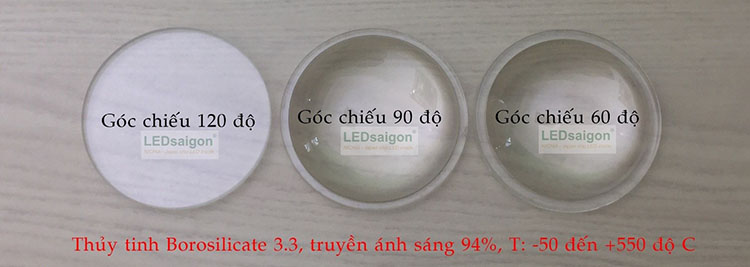 Góc chiếu 120 độ
LEDsaigon®
Góc chiếu 90 độ
LEDsaigon®
Góc chiếu 60 độ
LEDsaigon®
Thủy tinh Borosilicate 3.3, truyền ánh sáng 94%, T: -50 đến +550 độ C